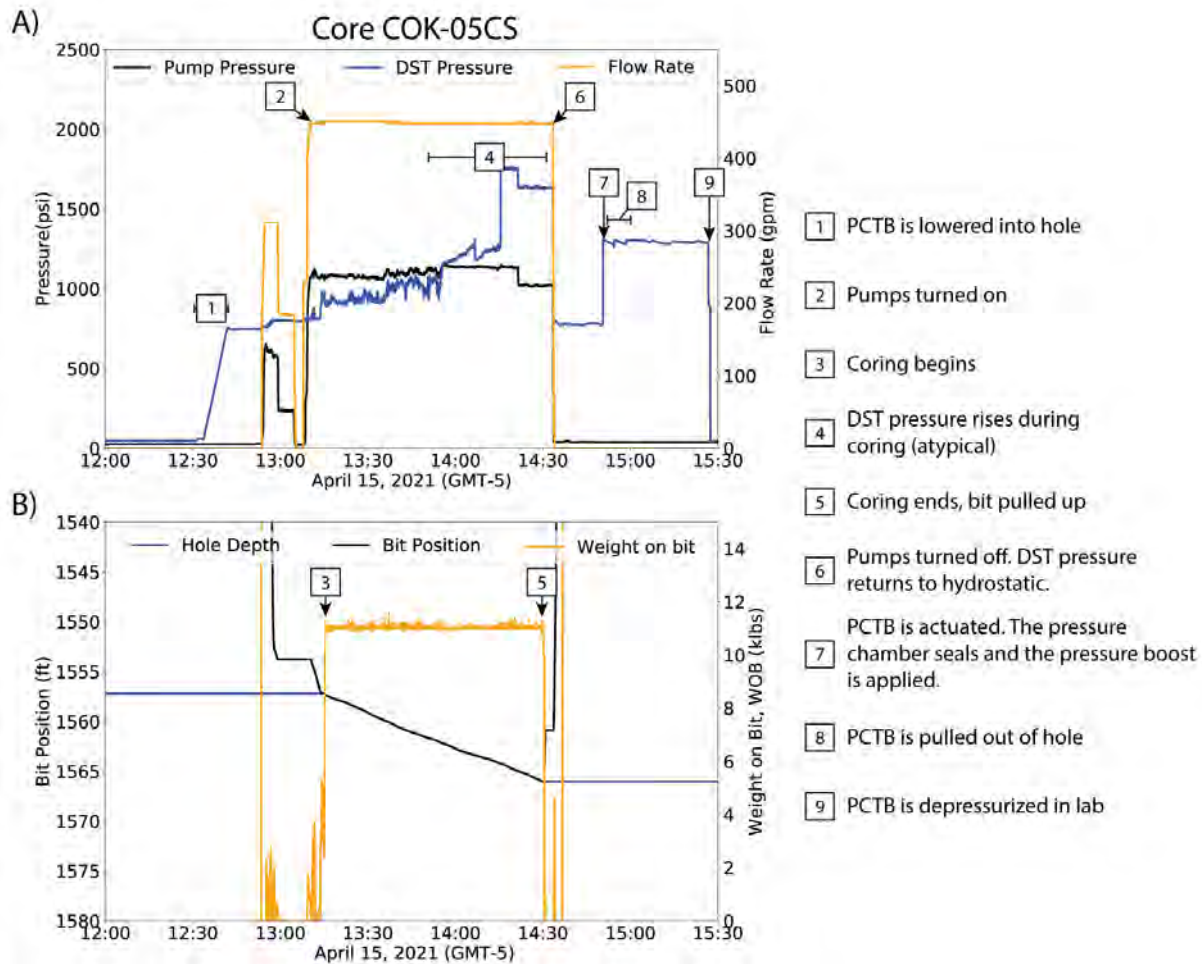 A)
Core COK-05CS
Pump Pressure DST Pressure Flow Rate
2500
2000
1500
1000
500
0
Pressure(psi)
500
400
300
200
100
0
Flow Rate (gpm)
1
2
4
6
7
8
9
12:00 12:30 13:00 13:30 14:00 14:30 15:00 15:30
April 15, 2021 (GMT-5)
B)
Hole Depth Bit Position Weight on bit
1540
1545
1550
1555
1560
1565
1570
1575
1580
Bit Position (ft)
14
12
10
8
6
4
2
0
Weight on Bit, WOB (klbs)
3
5
12:00 12:30 13:00 13:30 14:00 14:30 15:00 15:30
April 15, 2021 (GMT-5)
1 PCTB is lowered into hole
2 Pumps turned on
3 Coring begins
4 DST pressure rises during
coring (atypical)
5 Coring ends, bit pulled up
6 Pumps turned off. DST pressure
returns to hydrostatic.
7 PCTB is actuated. The pressure
chamber seals and the pressure boost
is applied.
8 PCTB is pulled out of hole
9 PCTB is depressurized in lab